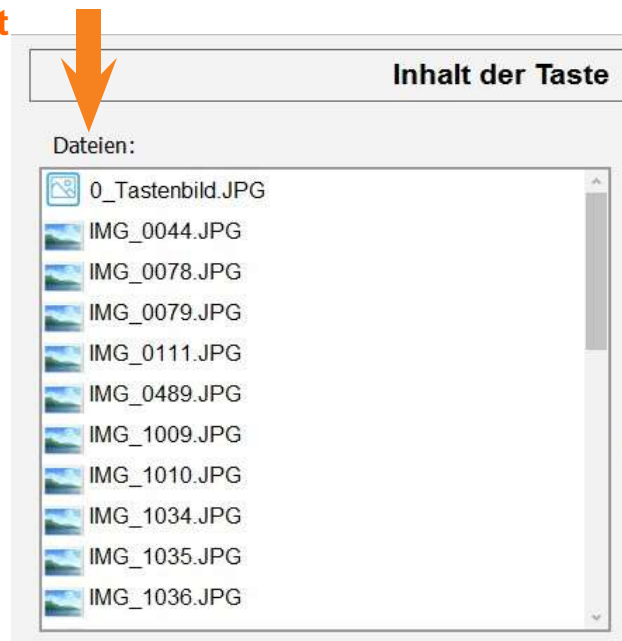 t
Inhalt der Taste
Dateien:
0_Tastenbild.JPG
IMG_0044.JPG
IMG_0078.JPG
IMG_0079.JPG
IMG_0111.JPG
IMG_0489.JPG
IMG_1009.JPG
IMG_1010.JPG
IMG_1034.JPG
IMG_1035.JPG
IMG_1036.JPG